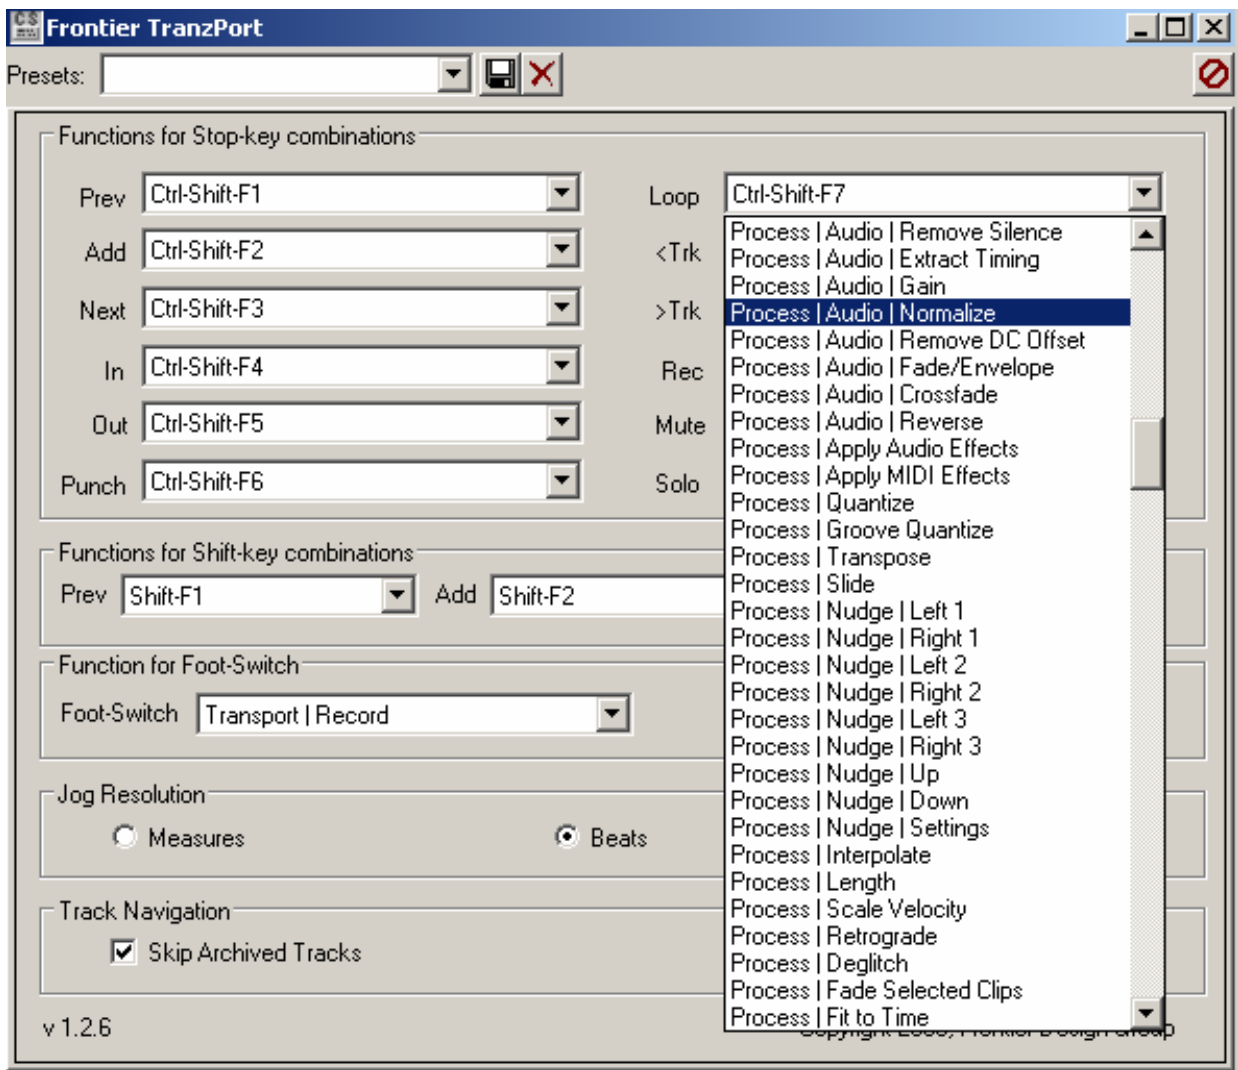 Frontier TranzPort
Presets:
Functions for Stop-key combinations
Prev Ctrl-Shift-F1
Loop Ctrl-Shift-F7
Add Ctrl-Shift-F2
<Trk
Next Ctrl-Shift-F3
>Trk
In Ctrl-Shift-F4
Rec
Out Ctrl-Shift-F5
Mute
Punch Ctrl-Shift-F6
Solo
Process | Audio | Remove Silence
Process | Audio | Extract Timing
Process | Audio | Gain
Process | Audio | Normalize
Process | Audio | Remove DC Offset
Process | Audio | Fade/Envelope
Process | Audio | Crossfade
Process | Audio | Reverse
Process | Apply Audio Effects
Process | Apply MIDI Effects
Process | Quantize
Process | Groove Quantize
Process | Transpose
Process | Slide
Process | Nudge | Left 1
Process | Nudge | Right 1
Process | Nudge | Left 2
Process | Nudge | Right 2
Process | Nudge | Left 3
Process | Nudge | Right 3
Process | Nudge | Up
Process | Nudge | Down
Process | Nudge | Settings
Process | Interpolate
Process | Length
Process | Scale Velocity
Process | Retrograde
Process | Deglitch
Process | Fade Selected Clips
Process | Fit to Time
Functions for Shift-key combinations
Prev Shift-F1 Add Shift-F2
Function for Foot-Switch
Foot-Switch Transport | Record
Jog Resolution
Measures Beats
Track Navigation
Skip Archived Tracks
v 1.2.6